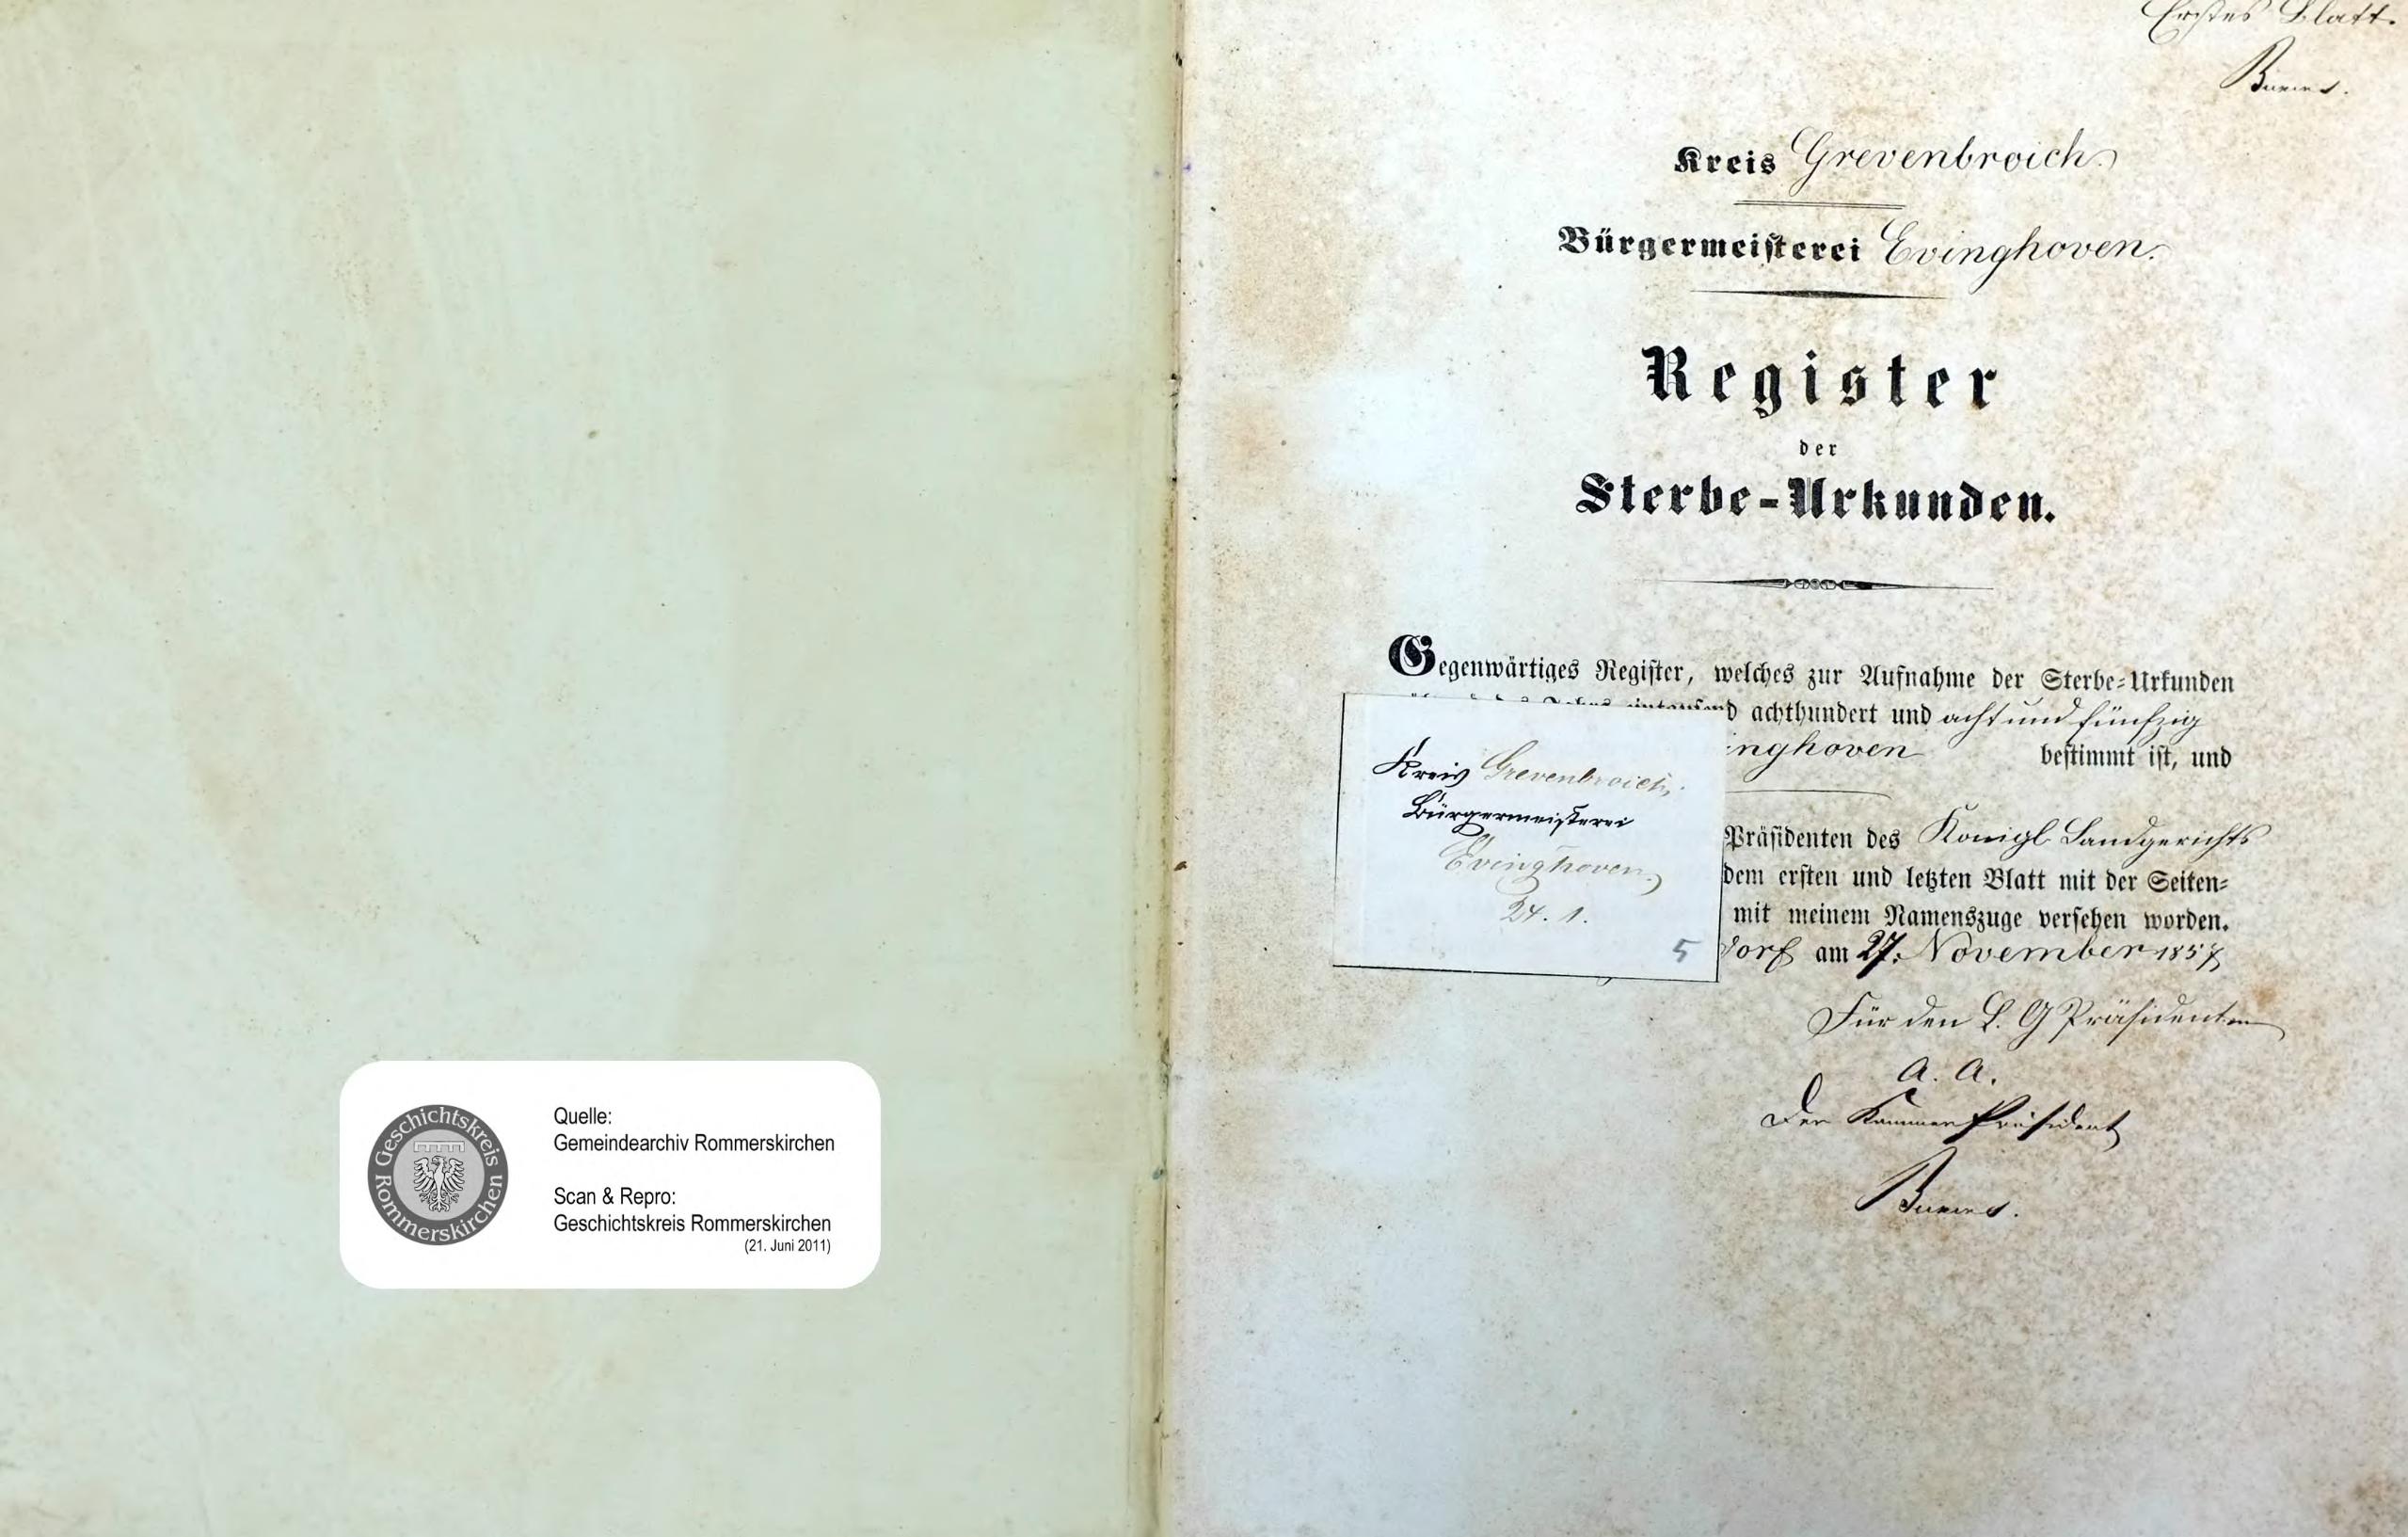 Erstes Blatt.
Kreis Grevenbroich.
Bürgermeisterei Evinghoven.
Register
der
Sterbe-Urkunden.
Gegenwärtiges Register, welches zur Aufnahme der Sterbe-Urkunden
Jahrs eintausend achthundert und acht und fünfzig
inghoven bestimmt ist, und
Präsidenten des Königl. Landgerichts
dem ersten und letzten Blatt mit der Seiten-
mit meinem Namenszuge versehen worden.
dorf am 27. November 1857
Für den L. G Präsidenten
a. A.
Der Kammer Präsident
Kreis Grevenbroich,
Bürgermeisterei
Evinghoven.
24. 1.
5
Geschichtskreis Rommerskirchen
Quelle:
Gemeindearchiv Rommerskirchen
Scan & Repro:
Geschichtskreis Rommerskirchen
(21. Juni 2011)